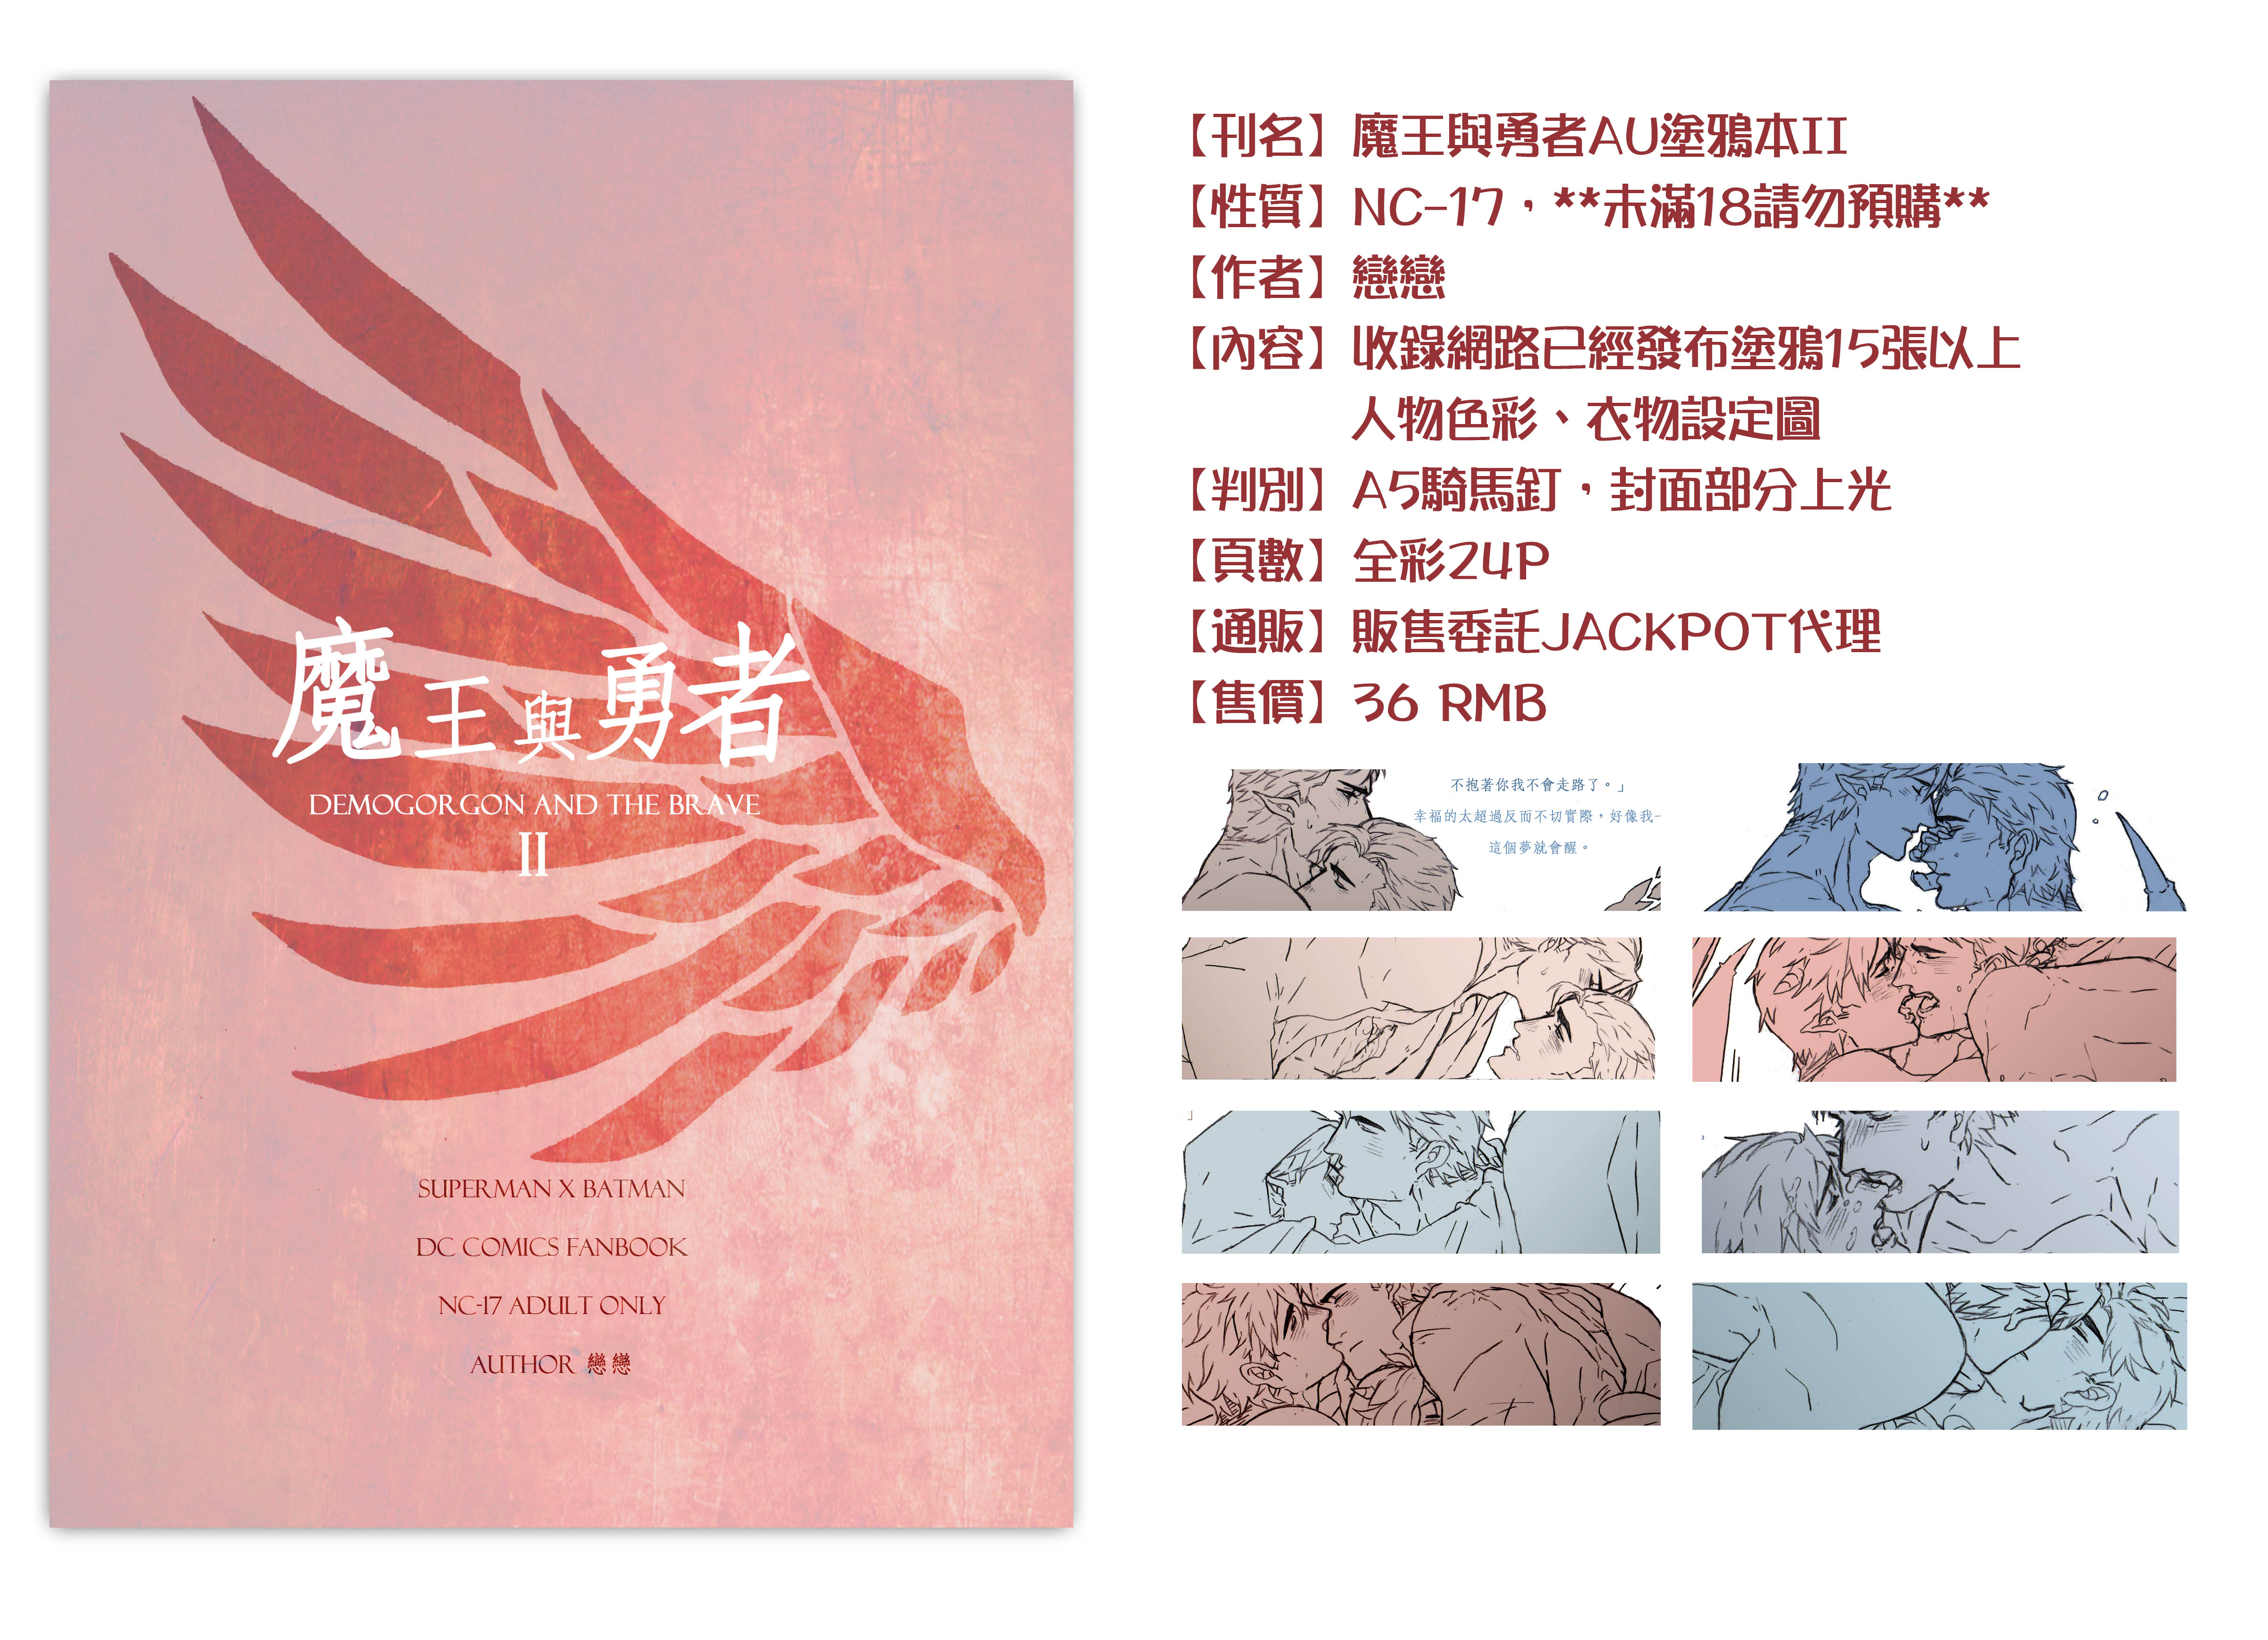 魔王與勇者
DEMOGORGON AND THE BRAVE
II
SUPERMAN X BATMAN
DC COMICS FANBOOK
NC-17 ADULT ONLY
AUTHOR 戀戀
【刊名】魔王與勇者AU塗鴉本II
【性質】NC-17，**未滿18請勿預購**
【作者】戀戀
【內容】收錄網路已經發布塗鴉15張以上
人物色彩、衣物設定圖
【判別】A5騎馬釘，封面部分上光
【頁數】全彩24P
【通販】販售委託JACKPOT代理
【售價】36 RMB
不抱著你我不會走路了。」
幸福的太超過反而不切實際，好像我一
這個夢就會醒。
」